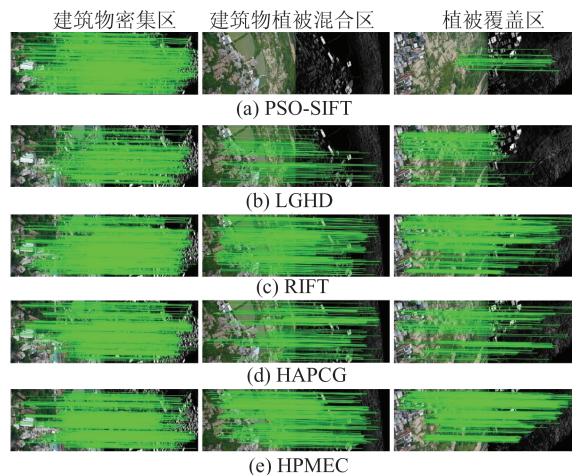 建筑物密集区 建筑物植被混合区 植被覆盖区
(a) PSO-SIFT
(b) LGHD
(c) RIFT
(d) HAPCG
(e) HPMEC